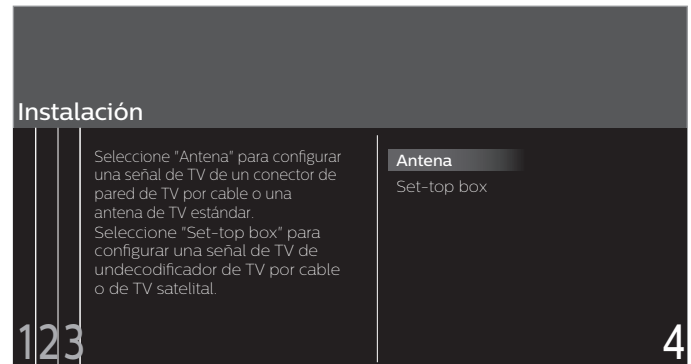 Instalación
Seleccione "Antena" para configurar
una señal de TV de un conector de
pared de TV por cable o una
antena de TV estándar.
Seleccione "Set-top box" para
configurar una señal de TV de
undecodificador de TV por cable
o de TV satelital.
Antena
Set-top box
123
4